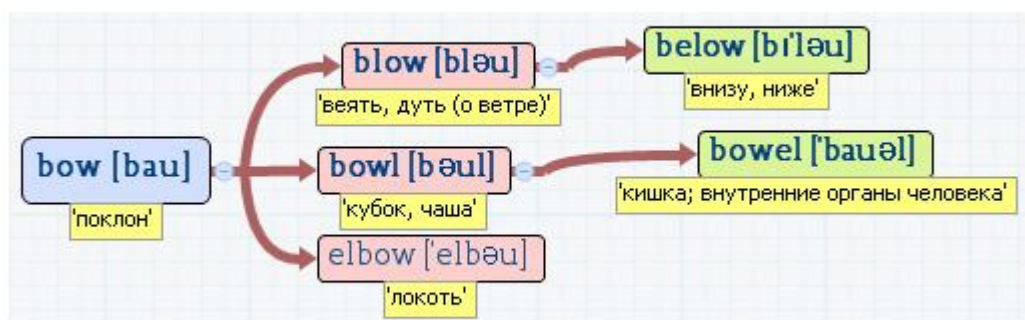 blow [bləu]
'веять, дуть (о ветре)'
below [bɪ'ləu]
'внизу, ниже'
bow [bau]
'поклон'
bowl [bəul]
'кубок, чаша'
bowel ['bauəl]
'кишка; внутренние органы человека'
elbow ['elbəu]
'локоть'